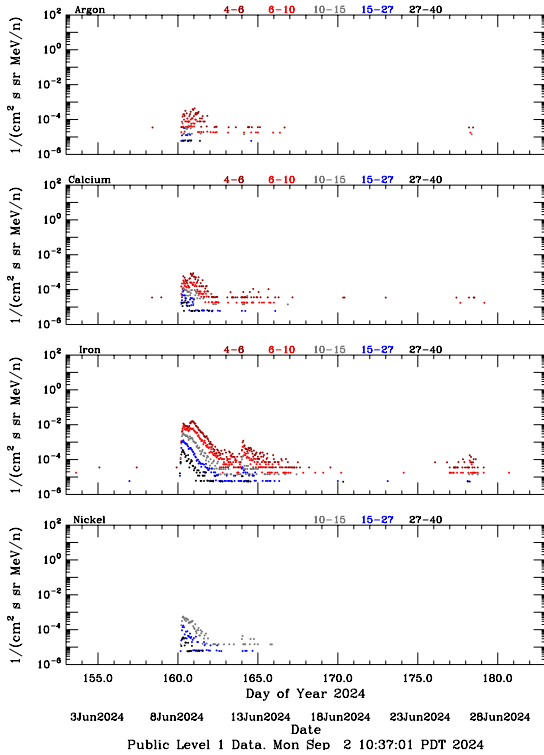 Argon 4-6 6-10 10-15 15-27 27-40
10² 10⁰ 10⁻² 10⁻⁴ 10⁻⁶
1/(cm² s sr MeV/n)
Calcium 4-6 6-10 10-15 15-27 27-40
10² 10⁰ 10⁻² 10⁻⁴ 10⁻⁶
1/(cm² s sr MeV/n)
Iron 4-6 6-10 10-15 15-27 27-40
10² 10⁰ 10⁻² 10⁻⁴ 10⁻⁶
1/(cm² s sr MeV/n)
Nickel 10-15 15-27 27-40
10² 10⁰ 10⁻² 10⁻⁴ 10⁻⁶
1/(cm² s sr MeV/n)
155.0 160.0 165.0 170.0 175.0 180.0
Day of Year 2024
3Jun2024 8Jun2024 13Jun2024 18Jun2024 23Jun2024 28Jun2024
Date
Public Level 1 Data. Mon Sep 2 10:37:01 PDT 2024